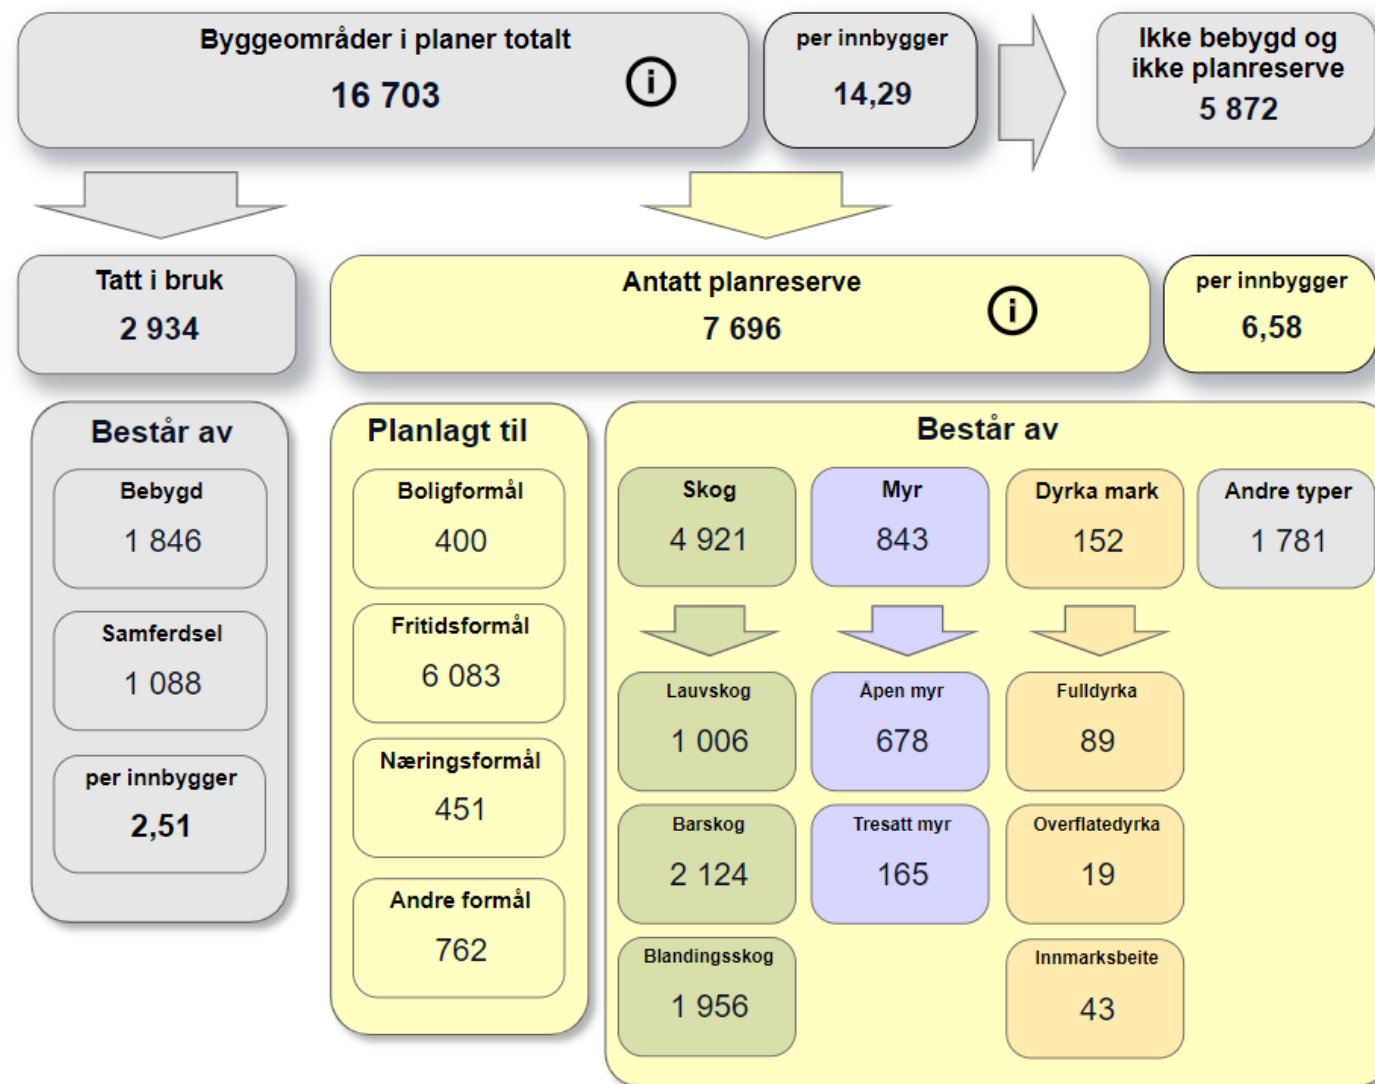 Byggeområder i planer totalt
16 703
i
per innbygger
14,29
Ikke bebygd og
ikke planreserve
5 872
Tatt i bruk
2 934
Antatt planreserve
7 696
i
per innbygger
6,58
Består av
Bebygd
1 846
Samferdsel
1 088
per innbygger
2,51
Planlagt til
Boligformål
400
Fritidsformål
6 083
Næringsformål
451
Andre formål
762
Består av
Skog
4 921
Myr
843
Dyrka mark
152
Andre typer
1 781
Lauvskog
1 006
Åpen myr
678
Fulldyrka
89
Barskog
2 124
Tresatt myr
165
Overflatedyrka
19
Blandingsskog
1 956
Innmarksbeite
43